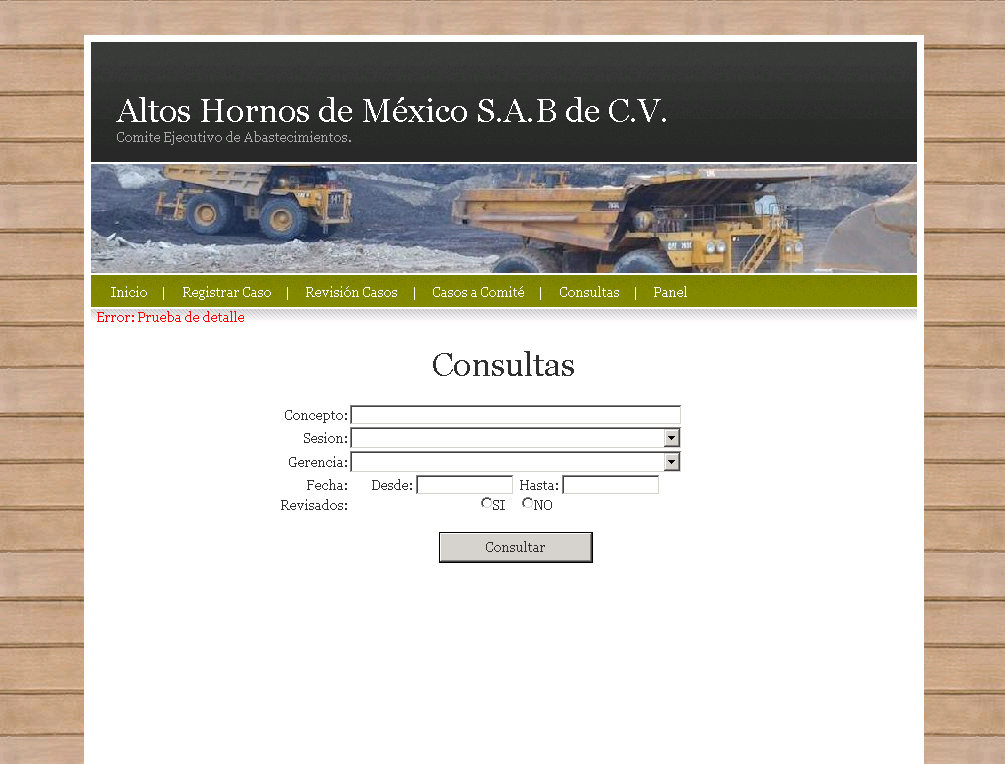 Altos Hornos de México S.A.B de C.V.
Comite Ejecutivo de Abastecimientos.
Inicio | Registrar Caso | Revisión Casos | Casos a Comité | Consultas | Panel
Error: Prueba de detalle
Consultas
Concepto:
Sesion:
Gerencia:
Fecha: Desde: Hasta:
Revisados: SI NO
Consultar